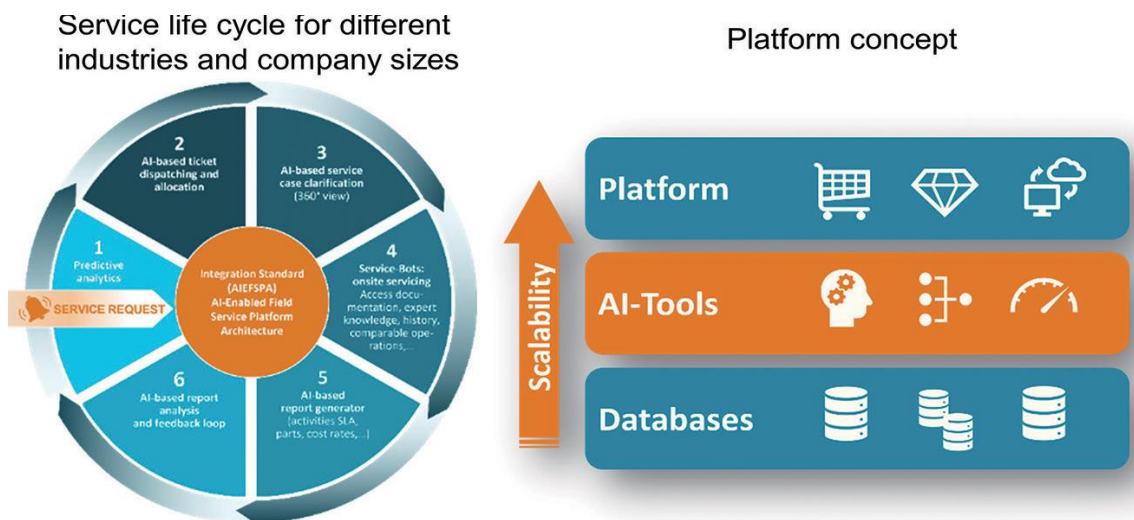 Service life cycle for different
industries and company sizes
Platform concept
1
Predictive
analytics
SERVICE REQUEST
2
AI-based ticket
dispatching and
allocation
3
AI-based service
case clarification
(360° view)
4
Service-Bots:
onsite servicing
Access docu-
mentation, expert
knowledge, history,
comparable ope-
rations,...
5
AI-based
report generator
(activities SLA,
parts, cost rates,...)
6
AI-based report
analysis
and feedback loop
Integration Standard
(AIEFSPA)
AI-Enabled Field
Service Platform
Architecture
Scalability
Platform
AI-Tools
Databases